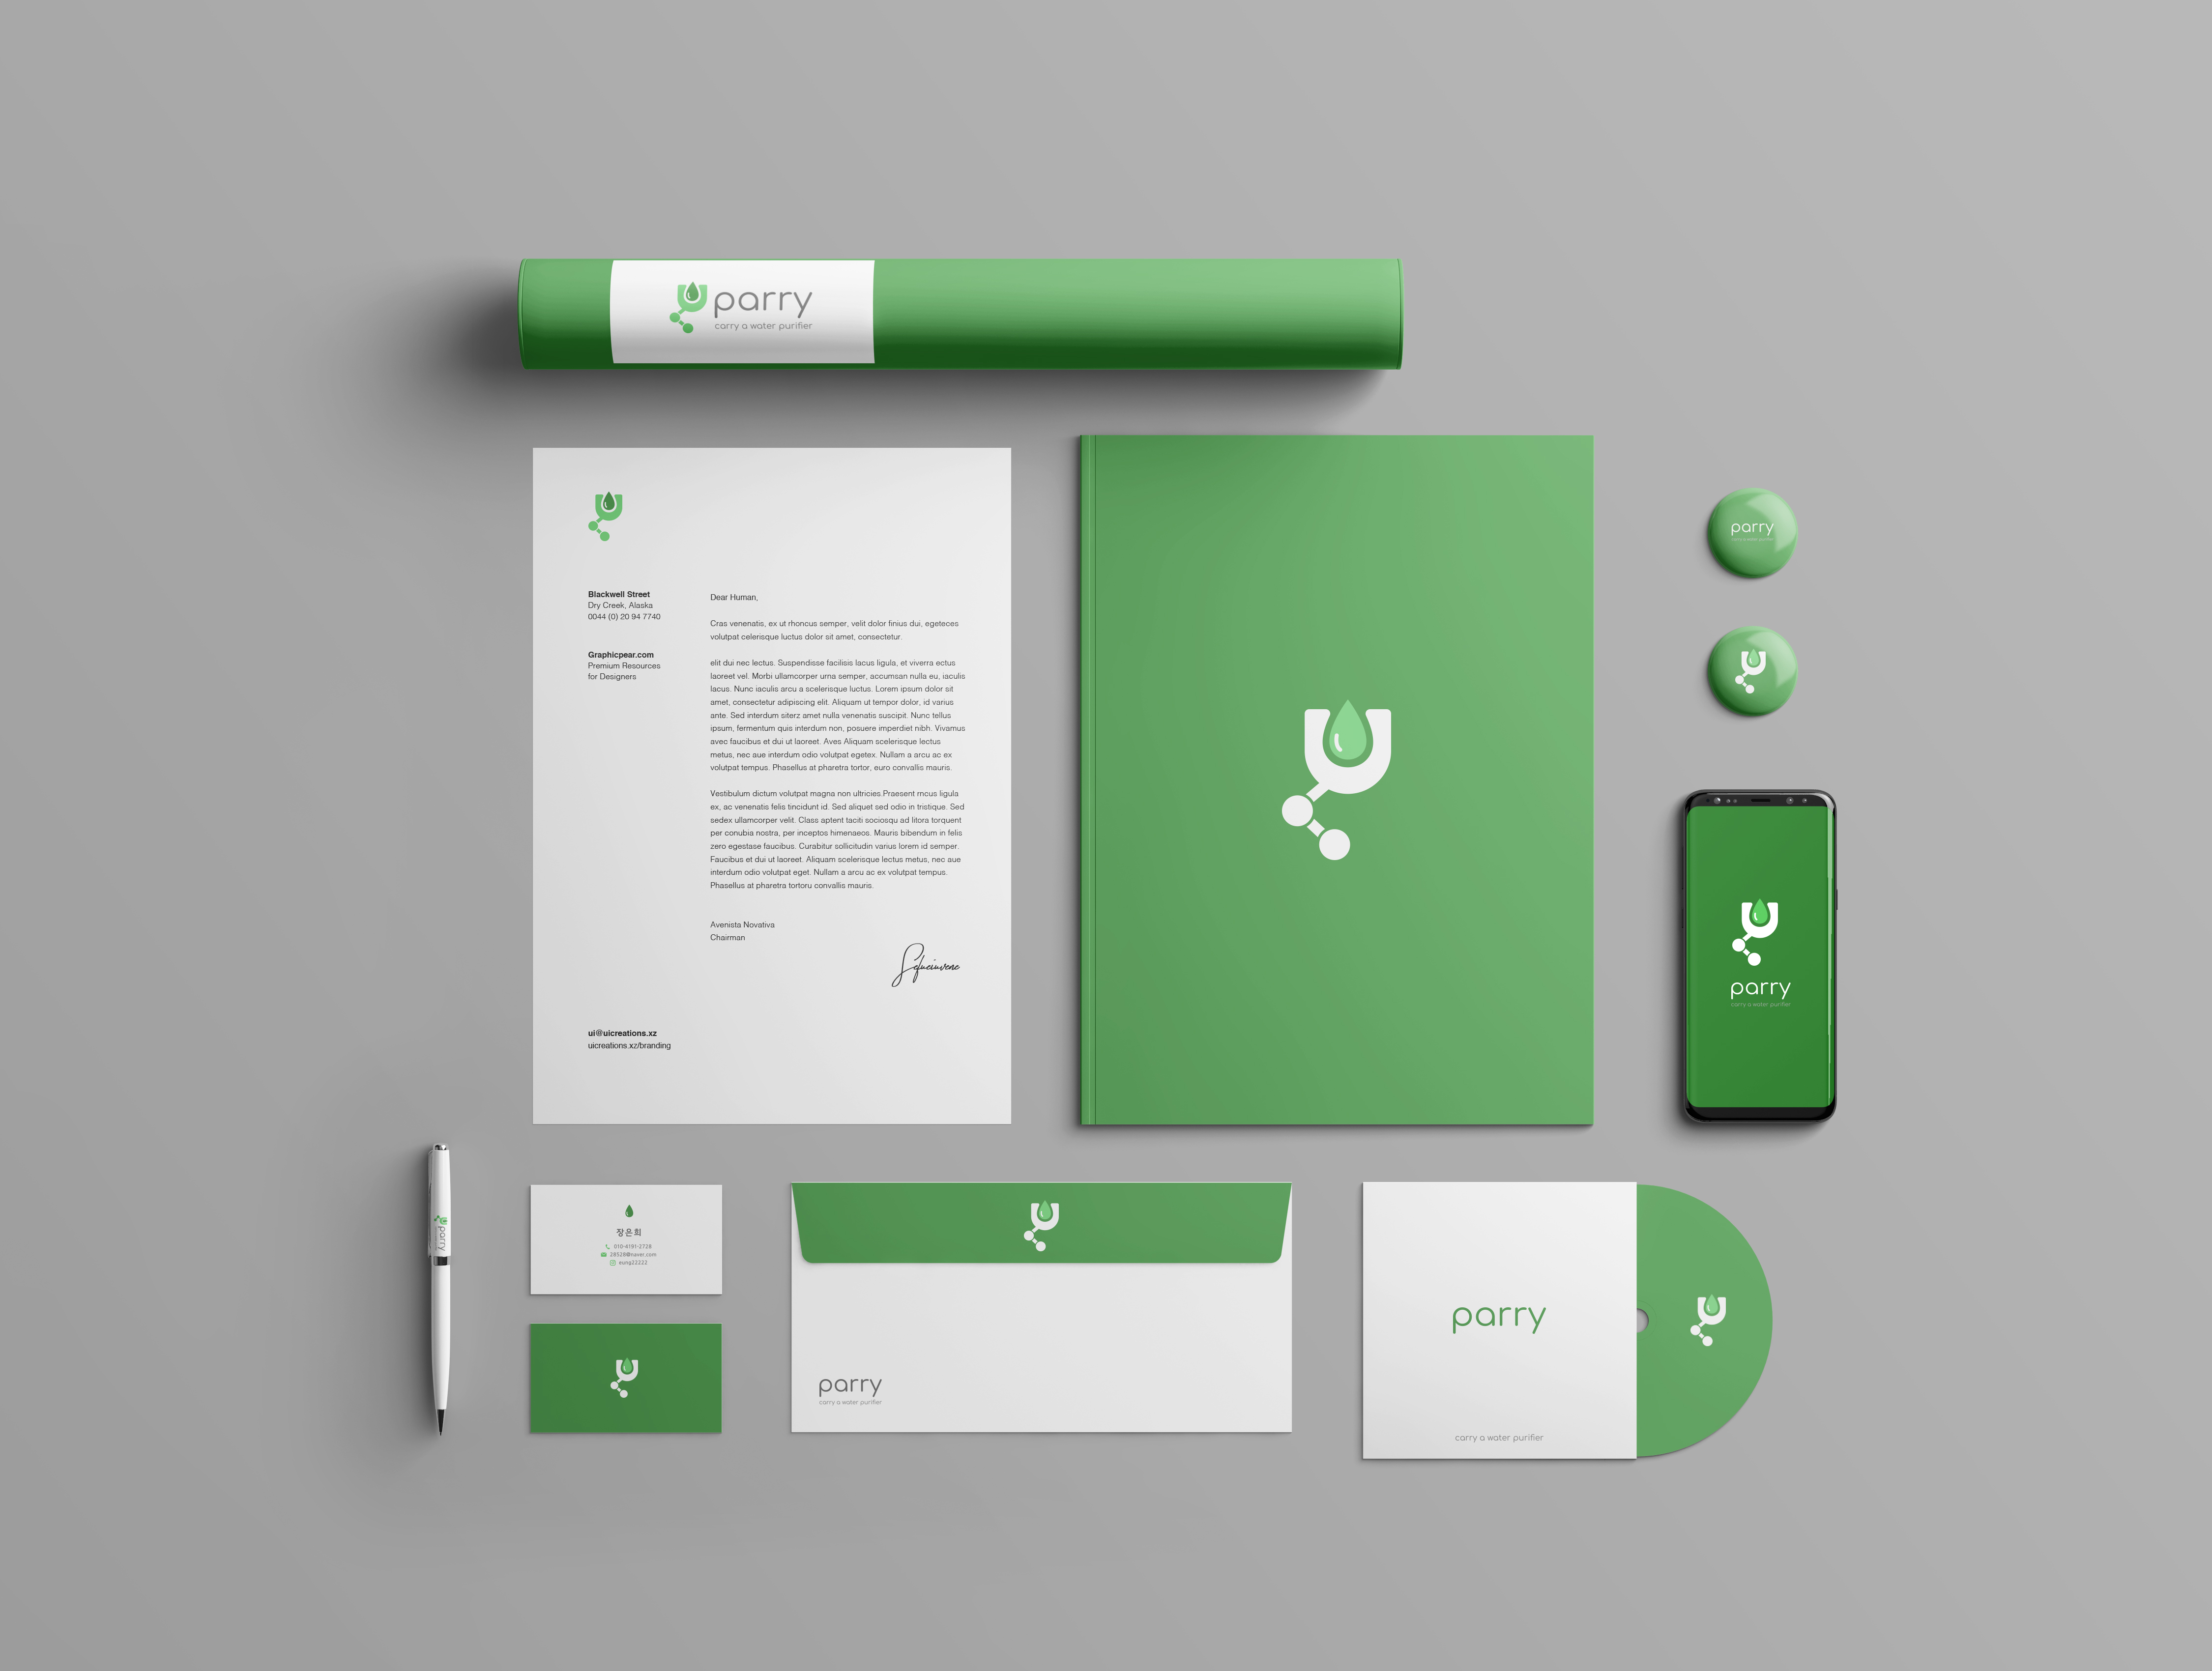 parry
carry a water purifier
Blackwell Street
Dry Creek, Alaska
0044 (0) 20 94 7740
Graphicpear.com
Premium Resources
for Designers
Dear Human,
Cras venenatis, ex ut rhoncus semper, velit dolor finius dui, egeteces
volutpat celerisque luctus dolor sit amet, consectetur.
elit dui nec lectus. Suspendisse facilisis lacus ligula, et viverra ectus
laoreet vel. Morbi ullamcorper urna semper, accumsan nulla eu, iaculis
lacus. Nunc iaculis arcu a scelerisque luctus. Lorem ipsum dolor sit
amet, consectetur adipiscing elit. Aliquam ut tempor dolor, id varius
ante. Sed interdum siterz amet nulla venenatis suscipit. Nunc tellus
ipsum, fermentum quis interdum non, posuere imperdiet nibh. Vivamus
avec faucibus et dui ut laoreet. Aves Aliquam scelerisque lectus
metus, nec aue interdum odio volutpat egetex. Nullam a arcu ac ex
volutpat tempus. Phasellus at pharetra tortor, euro convallis mauris.
Vestibulum dictum volutpat magna non ultricies.Praesent rncus ligula
ex, ac venenatis felis tincidunt id. Sed aliquet sed odio in tristique. Sed
sedex ullamcorper velit. Class aptent taciti sociosqu ad litora torquent
per conubia nostra, per inceptos himenaeos. Mauris bibendum in felis
zero egestase faucibus. Curabitur sollicitudin varius lorem id semper.
Faucibus et dui ut laoreet. Aliquam scelerisque lectus metus, nec aue
interdum odio volutpat eget. Nullam a arcu ac ex volutpat tempus.
Phasellus at pharetra tortoru convallis mauris.
Avenista Novativa
Chairman
ui@uicreations.xz
uicreations.xz/branding
parry
carry a water purifier
parry
carry a water purifier
parry
장은희
010-4191-2728
28528@naver.com
eung22222
parry
carry a water purifier
parry
carry a water purifier